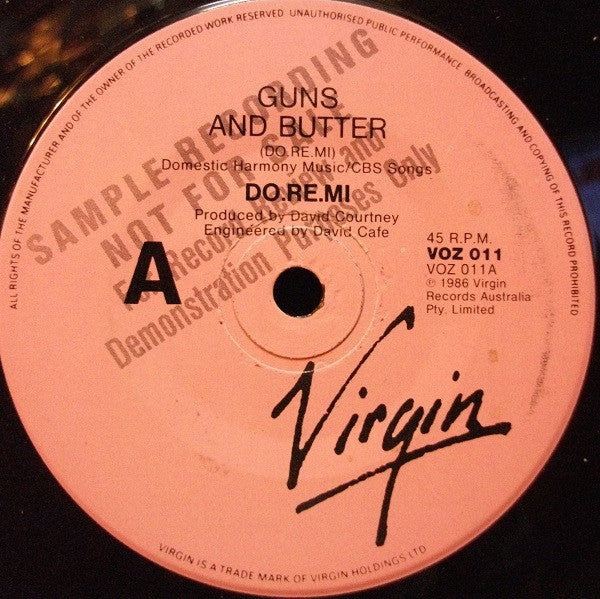 ALL RIGHTS OF THE MANUFACTURER AND OF THE OWNER OF THE RECORDED WORK RESERVED UNAUTHORISED PUBLIC PERFORMANCE BROADCASTING AND COPYING OF THIS RECORD PROHIBITED
SAMPLE RECORDING
NOT FOR SALE
For Record Review and
Demonstration Purposes Only
GUNS
AND BUTTER
(DO.RE.MI)
Domestic Harmony Music/CBS Songs
DO.RE.MI
Produced by David Courtney
Engineered by David Cafe
A
45 R.P.M.
VOZ 011
VOZ 011A
℗ 1986 Virgin
Records Australia
Pty. Limited
Virgin
VIRGIN IS A TRADE MARK OF VIRGIN HOLDINGS LTD